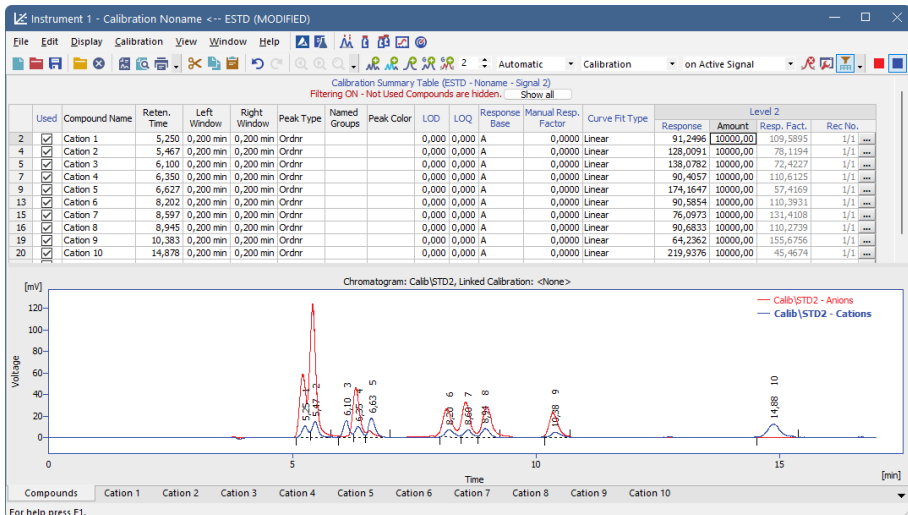 Instrument 1 - Calibration Noname <-- ESTD (MODIFIED)
File Edit Display Calibration View Window Help
2 Automatic Calibration on Active Signal
Calibration Summary Table (ESTD - Noname - Signal 2)
Filtering ON - Not Used Compounds are hidden. Show all
Used Compound Name Reten. Time Left Window Right Window Peak Type Named Groups Peak Color LOD LOQ Response Base Manual Resp. Factor Curve Fit Type Level 2
Response Amount Resp. Fact. Rec No.
2 Cation 1 5,250 0,200 min 0,200 min Ordnr 0,000 0,000 A 0,0000 Linear 91,2496 10000,00 109,5895 1/1 ...
4 Cation 2 5,467 0,200 min 0,200 min Ordnr 0,000 0,000 A 0,0000 Linear 128,0091 10000,00 78,1194 1/1 ...
5 Cation 3 6,100 0,200 min 0,200 min Ordnr 0,000 0,000 A 0,0000 Linear 138,0782 10000,00 72,4227 1/1 ...
7 Cation 4 6,350 0,200 min 0,200 min Ordnr 0,000 0,000 A 0,0000 Linear 90,4057 10000,00 110,6125 1/1 ...
9 Cation 5 6,627 0,200 min 0,200 min Ordnr 0,000 0,000 A 0,0000 Linear 174,1647 10000,00 57,4169 1/1 ...
13 Cation 6 8,202 0,200 min 0,200 min Ordnr 0,000 0,000 A 0,0000 Linear 90,5854 10000,00 110,3931 1/1 ...
15 Cation 7 8,597 0,200 min 0,200 min Ordnr 0,000 0,000 A 0,0000 Linear 76,0973 10000,00 131,4108 1/1 ...
16 Cation 8 8,945 0,200 min 0,200 min Ordnr 0,000 0,000 A 0,0000 Linear 90,6833 10000,00 110,2739 1/1 ...
19 Cation 9 10,383 0,200 min 0,200 min Ordnr 0,000 0,000 A 0,0000 Linear 64,2362 10000,00 155,6756 1/1 ...
20 Cation 10 14,878 0,200 min 0,200 min Ordnr 0,000 0,000 A 0,0000 Linear 219,9376 10000,00 45,4674 1/1 ...
Chromatogram: Calib\STD2, Linked Calibration: <None>
[mV]
Calib\STD2 - Anions
Calib\STD2 - Cations
120
100
80
60
40
20
0
Voltage
5,25 1
5,47 2
6,10 3
6,35 4
6,63 5
8,20 6
8,60 7
8,94 8
10,38 9
14,88 10
0 5 10 15
Time
[min]
Compounds Cation 1 Cation 2 Cation 3 Cation 4 Cation 5 Cation 6 Cation 7 Cation 8 Cation 9 Cation 10
For help press F1.